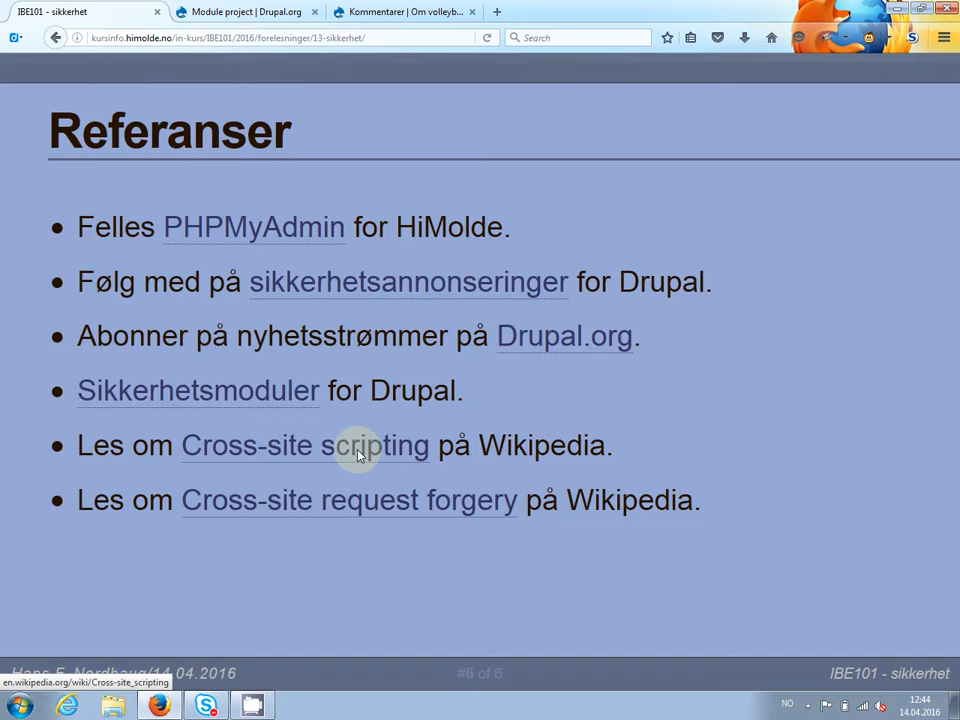 IBE101 - sikkerhet
Module project | Drupal.org
Kommentarer | Om volleyb...
kursinfo.himolde.no/in-kurs/IBE101/2016/forelesninger/13-sikkerhet/
Search
Referanser
Felles PHPMyAdmin for HiMolde.
Følg med på sikkerhetsannonseringer for Drupal.
Abonner på nyhetsstrømmer på Drupal.org.
Sikkerhetsmoduler for Drupal.
Les om Cross-site scripting på Wikipedia.
Les om Cross-site request forgery på Wikipedia.
Hans F. Nordhaug/14.04.2016
#6 of 6
IBE101 - sikkerhet
en.wikipedia.org/wiki/Cross-site_scripting
NO
12:44
14.04.2016